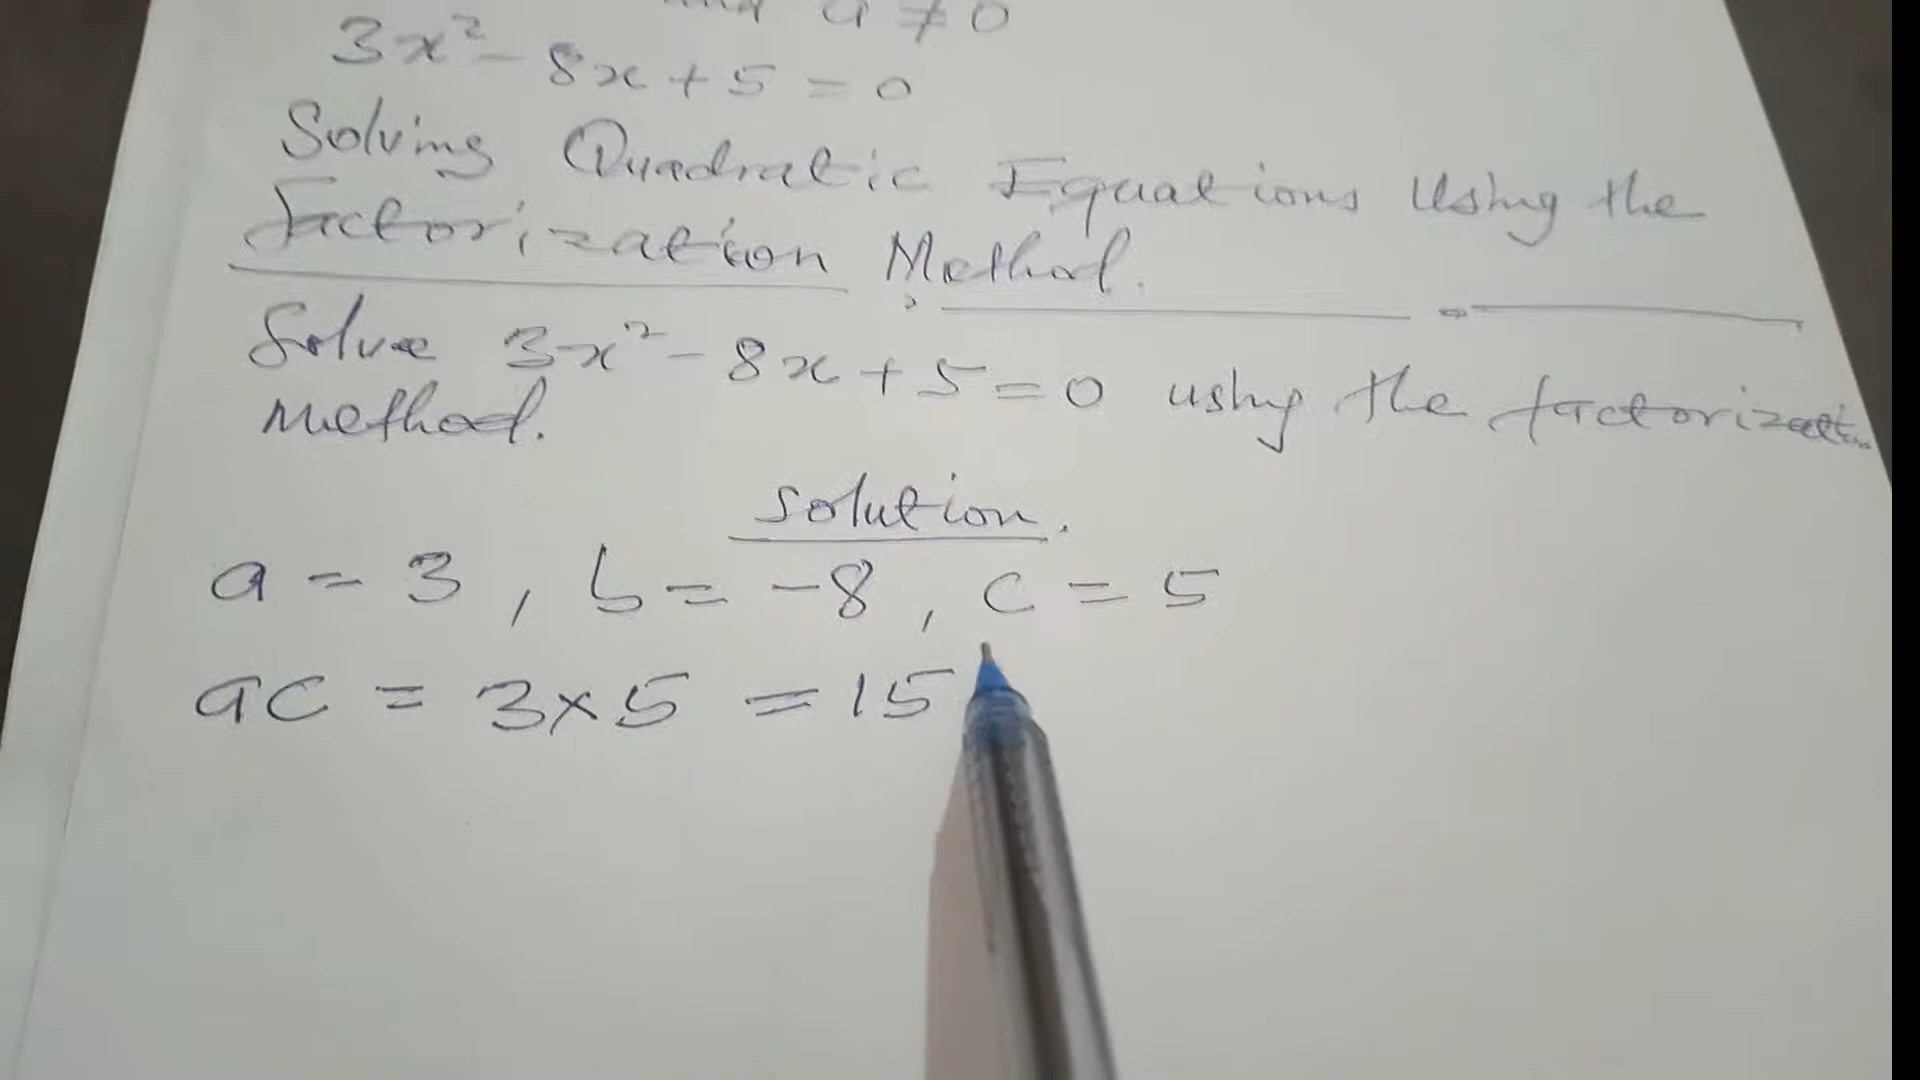 and a ≠ 0
3x² - 8x + 5 = 0
Solving Quadratic Equations Using the
Factorization Method.
Solve 3x² - 8x + 5 = 0 using the factorization
method.
solution.
a = 3 , b = -8 , c = 5
ac = 3×5 = 15